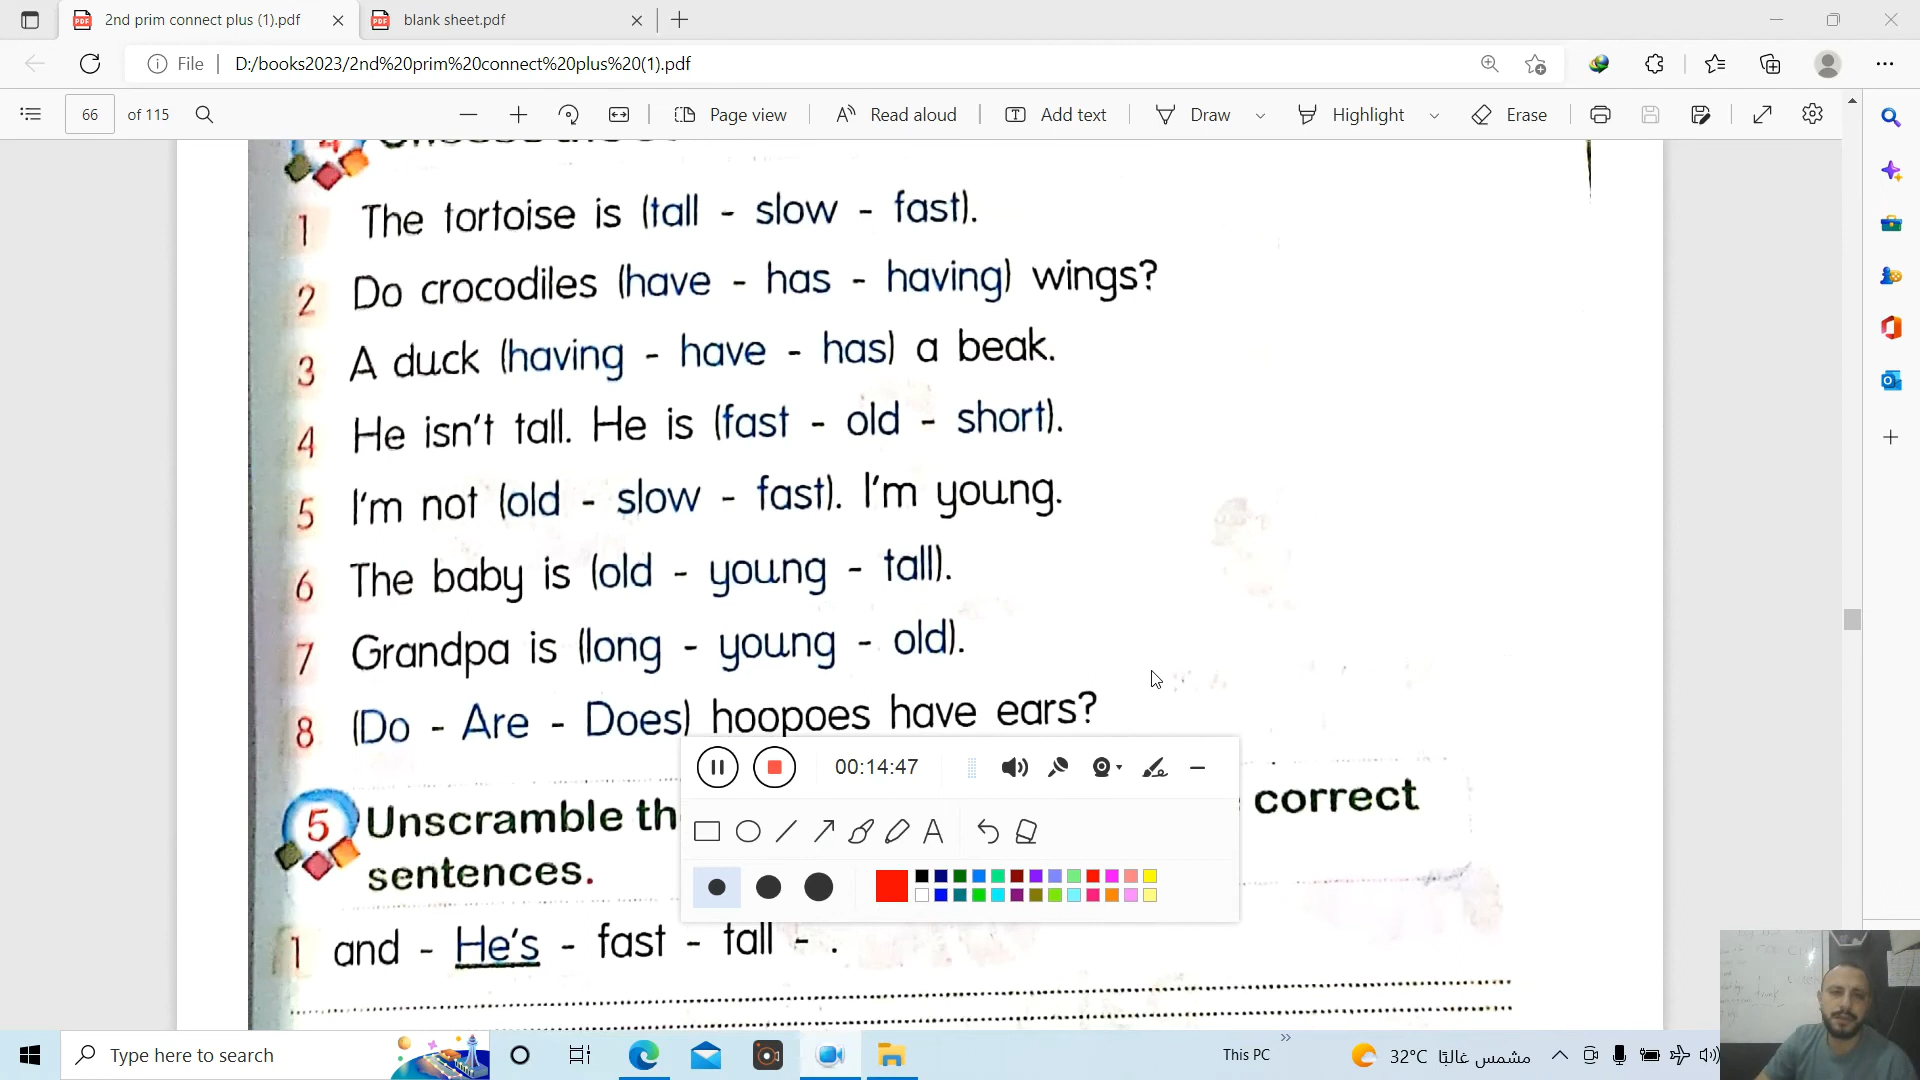 2nd prim connect plus (1).pdf
blank sheet.pdf
File
D:/books2023/2nd%20prim%20connect%20plus%20(1).pdf
66 of 115
Page view
Read aloud
Add text
Draw
Highlight
Erase
1 The tortoise is (tall - slow - fast).
2 Do crocodiles (have - has - having) wings?
3 A duck (having - have - has) a beak.
4 He isn't tall. He is (fast - old - short).
5 I'm not (old - slow - fast). I'm young.
6 The baby is (old - young - tall).
7 Grandpa is (long - young - old).
8 (Do - Are - Does) hoopoes have ears?
00:14:47
5 Unscramble th
correct
sentences.
1 and - He's - fast - tall - .
Type here to search
This PC
32°C مشمس غالبًا